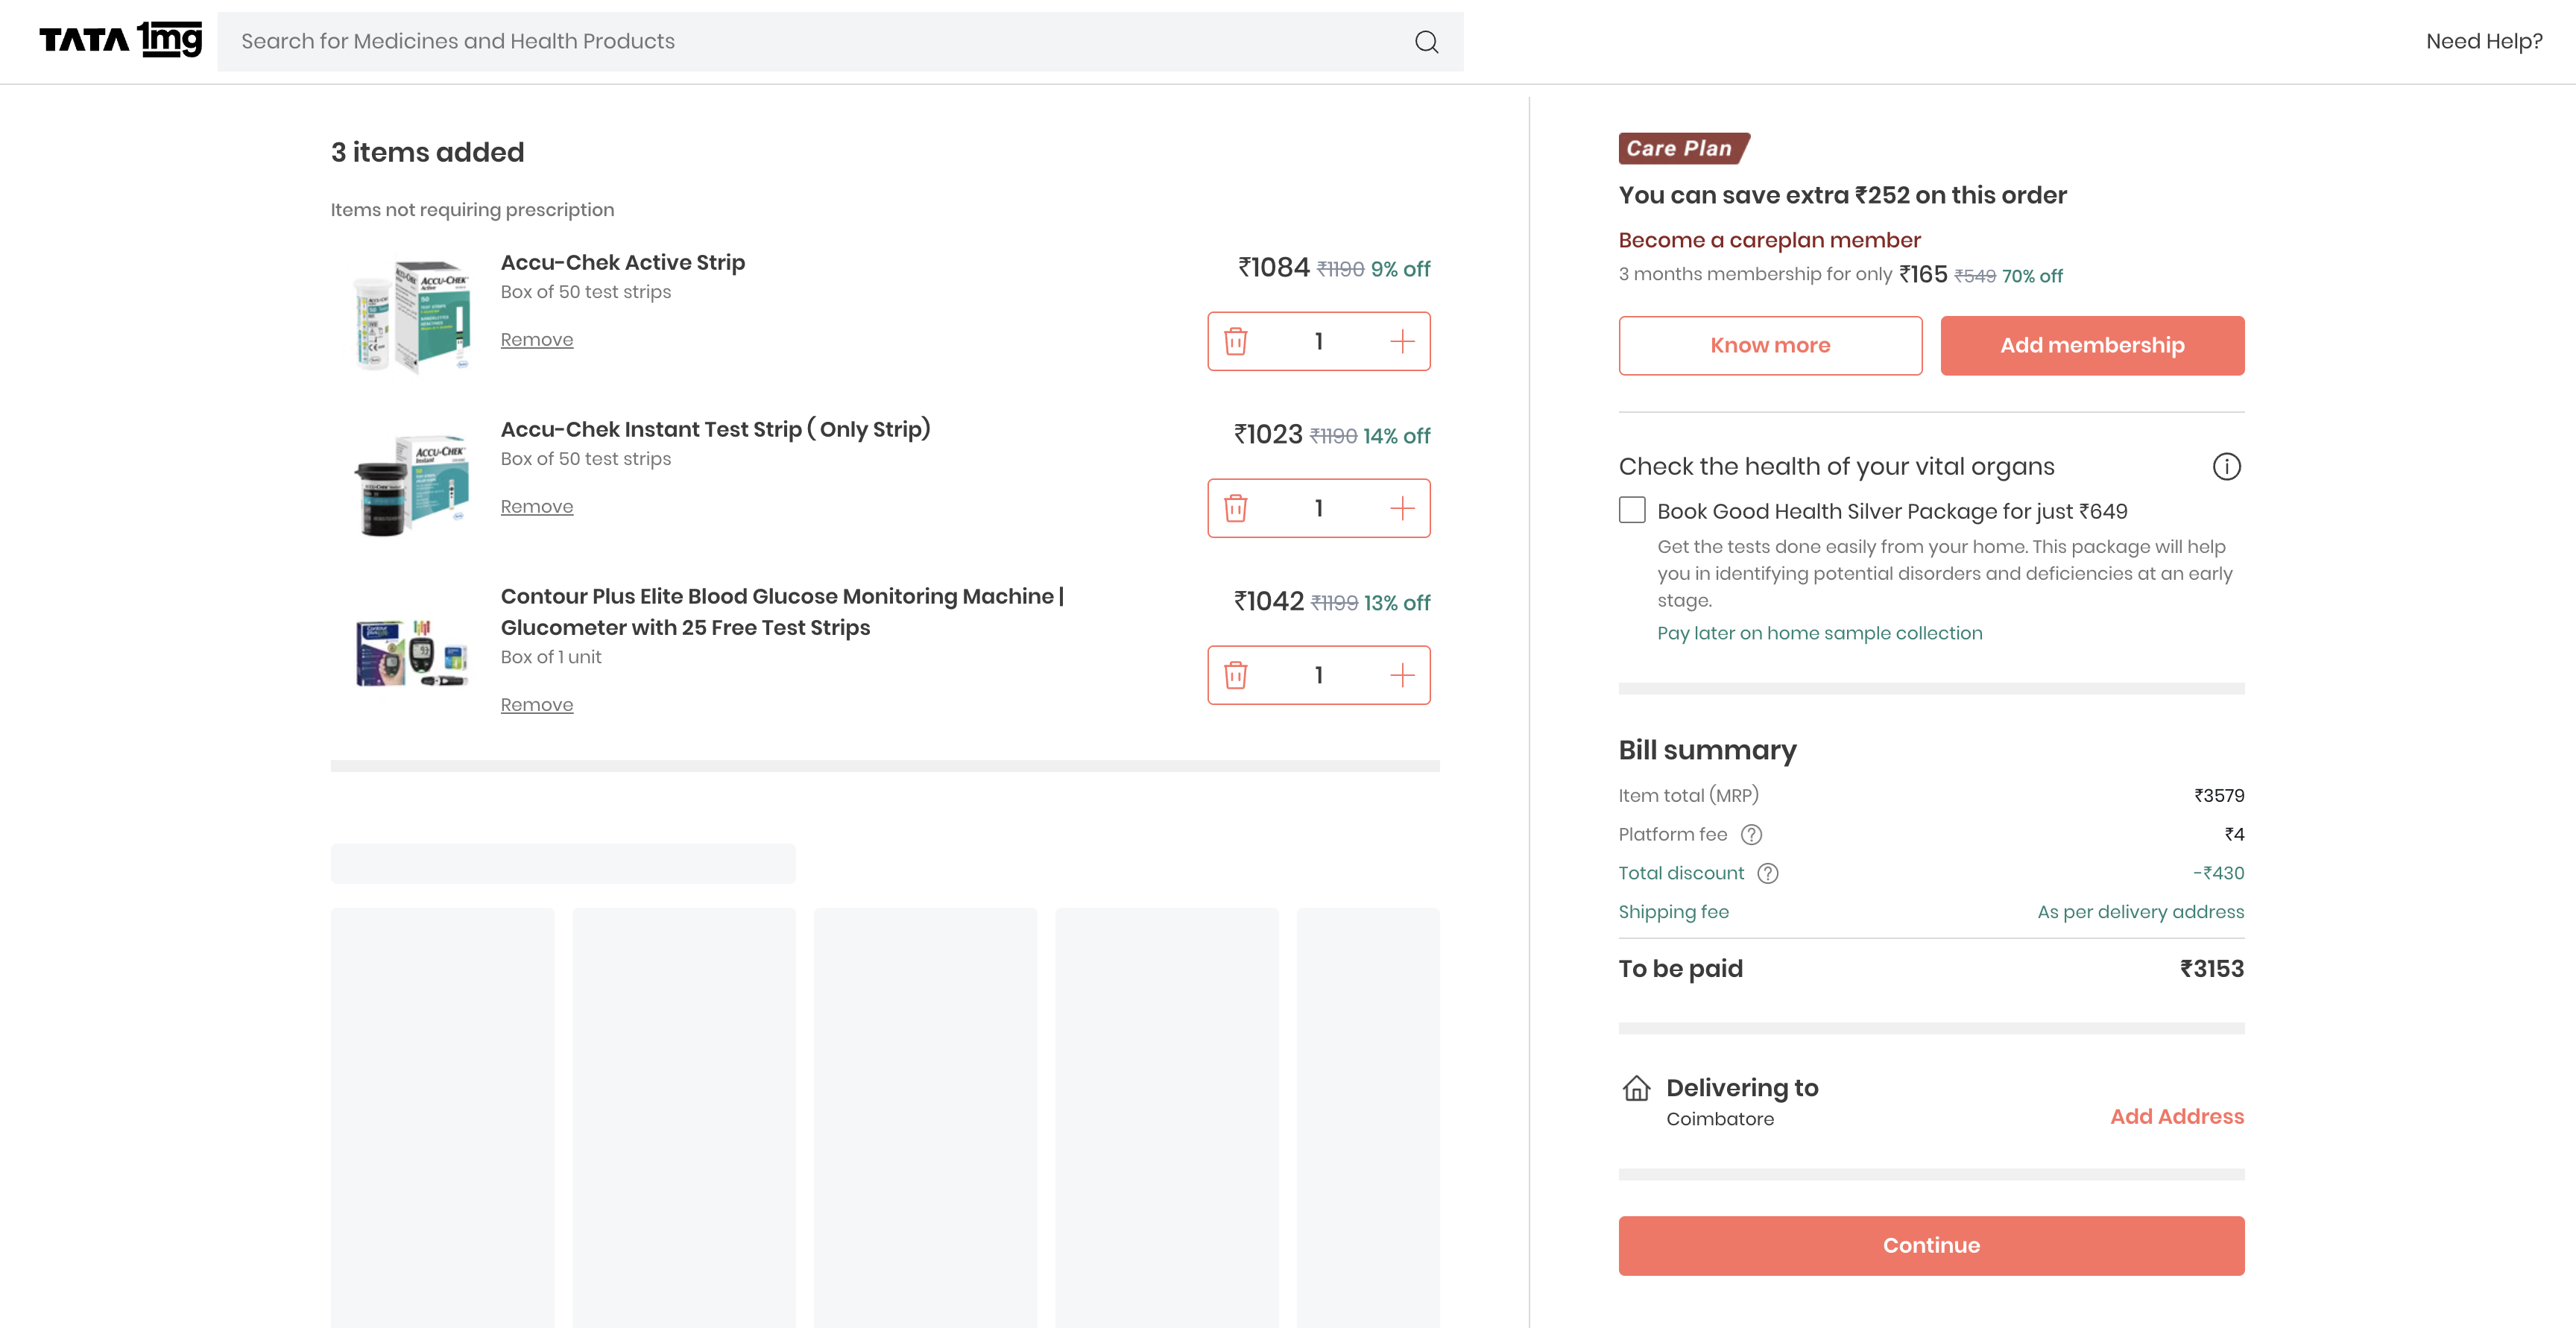 TATA 1mg
Search for Medicines and Health Products
Need Help?
3 items added
Items not requiring prescription
Accu-Chek Active Strip
Box of 50 test strips
Remove
₹1084 ₹1190 9% off
1
Accu-Chek Instant Test Strip ( Only Strip)
Box of 50 test strips
Remove
₹1023 ₹1190 14% off
1
Contour Plus Elite Blood Glucose Monitoring Machine |
Glucometer with 25 Free Test Strips
Box of 1 unit
Remove
₹1042 ₹1199 13% off
1
Care Plan
You can save extra ₹252 on this order
Become a careplan member
3 months membership for only ₹165 ₹549 70% off
Know more
Add membership
Check the health of your vital organs
Book Good Health Silver Package for just ₹649
Get the tests done easily from your home. This package will help
you in identifying potential disorders and deficiencies at an early
stage.
Pay later on home sample collection
Bill summary
Item total (MRP) ₹3579
Platform fee ₹4
Total discount -₹430
Shipping fee As per delivery address
To be paid ₹3153
Delivering to
Coimbatore
Add Address
Continue